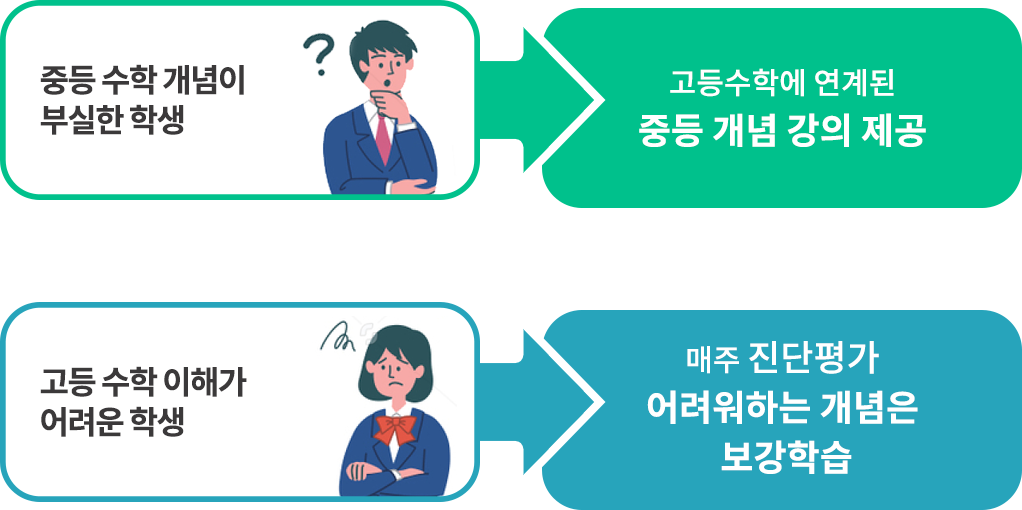 중등 수학 개념이
부실한 학생
?
고등수학에 연계된
중등 개념 강의 제공
고등 수학 이해가
어려운 학생
매주 진단평가
어려워하는 개념은
보강학습